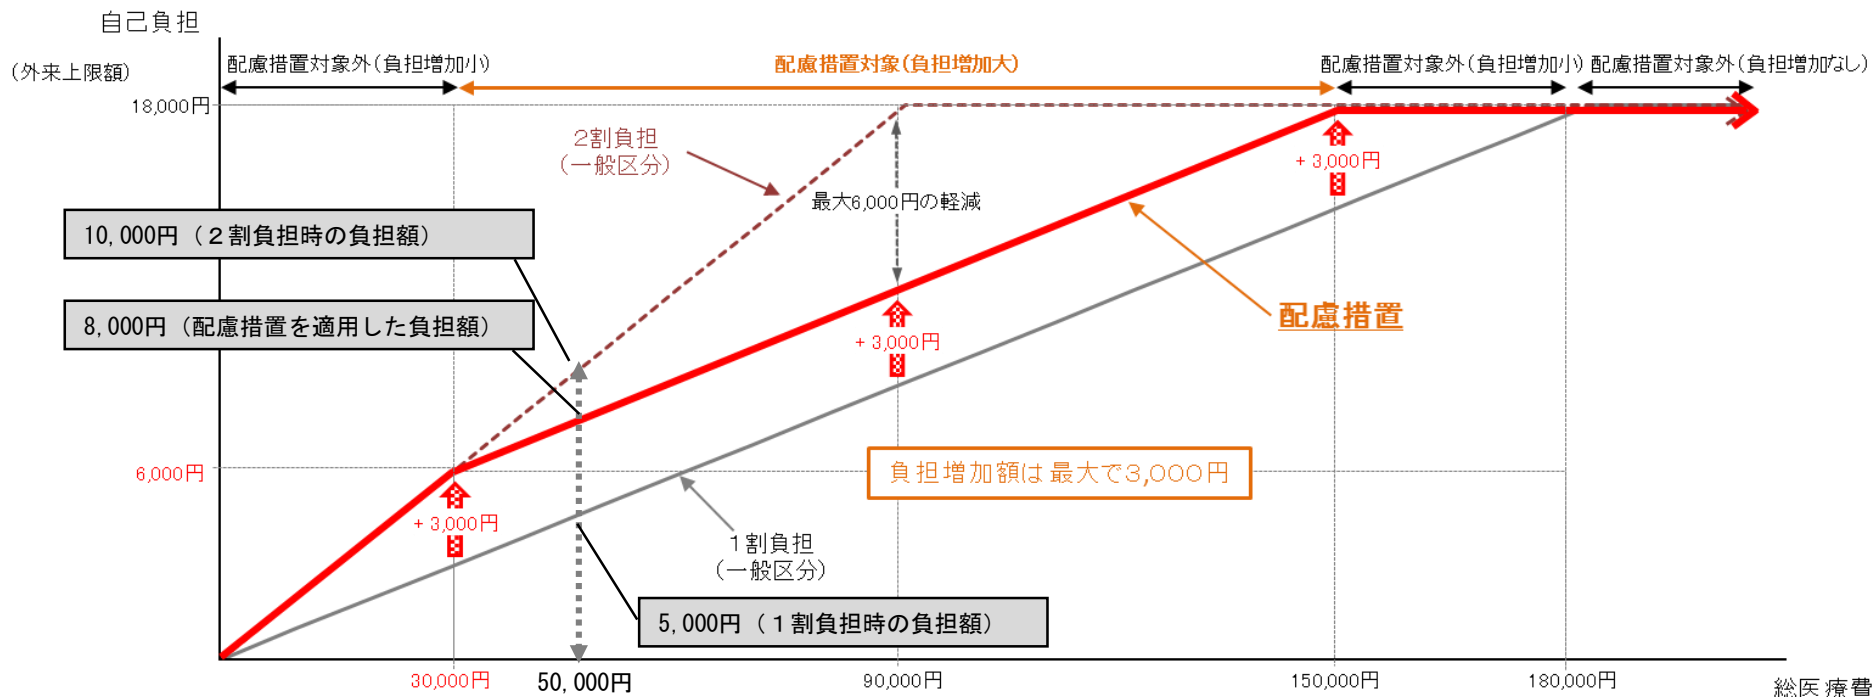 自己負担
（外来上限額）
配慮措置対象外（負担増加小）
配慮措置対象（負担増加大）
配慮措置対象外（負担増加小）
配慮措置対象外（負担増加なし）
18,000円
2割負担
（一般区分）
＋3,000円
最大6,000円の軽減
10,000円（２割負担時の負担額）
8,000円（配慮措置を適用した負担額）
配慮措置
＋3,000円
6,000円
負担増加額は最大で3,000円
＋3,000円
１割負担
（一般区分）
5,000円（１割負担時の負担額）
30,000円
50,000円
90,000円
150,000円
180,000円
総医療費